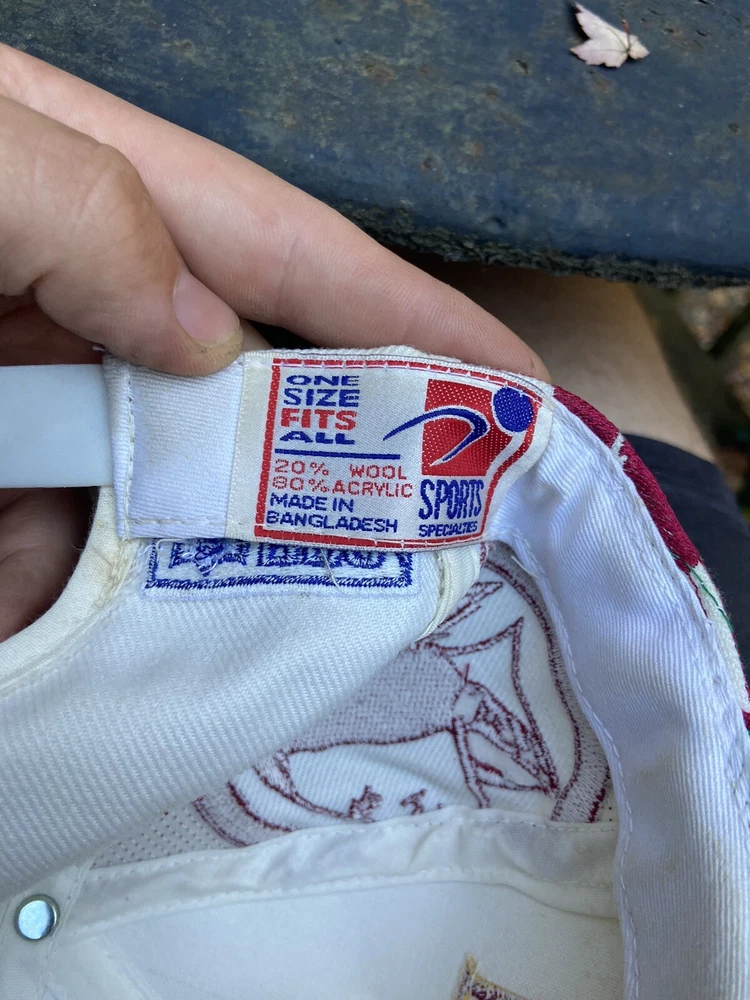 ONE
SIZE
FITS
ALL
20% WOOL
80% ACRYLIC
MADE IN
BANGLADESH
SPORTS
SPECIALTIES